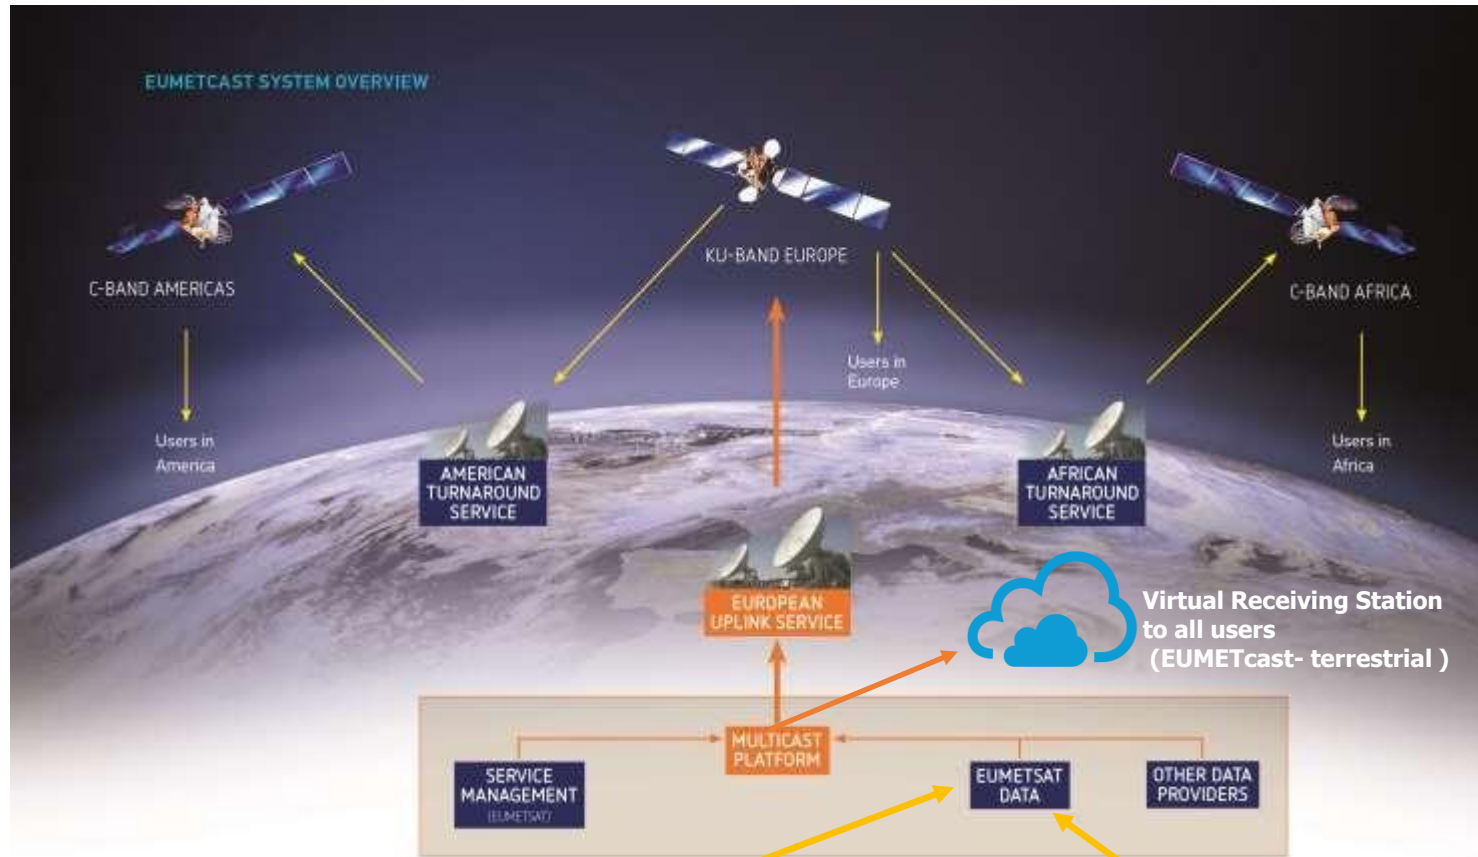 EUMETCAST SYSTEM OVERVIEW
KU-BAND EUROPE
C-BAND AMERICAS
C-BAND AFRICA
Users in
Europe
Users in
America
Users in
Africa
AMERICAN
TURNAROUND
SERVICE
AFRICAN
TURNAROUND
SERVICE
EUROPEAN
UPLINK SERVICE
Virtual Receiving Station
to all users
(EUMETcast- terrestrial )
MULTICAST
PLATFORM
SERVICE
MANAGEMENT
(EUMETSAT)
EUMETSAT
DATA
OTHER DATA
PROVIDERS